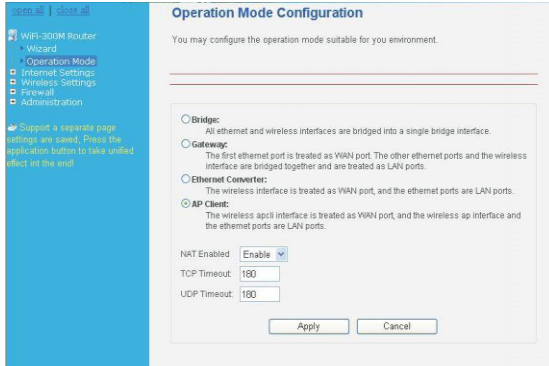 open all | close all
WiFi-300M Router
Wizard
Operation Mode
Internet Settings
Wireless Settings
Firewall
Administration
Support a separate page
settings are saved, Press the
application button to take unified
effect int the end!
Operation Mode Configuration
You may configure the operation mode suitable for you environment.
Bridge:
All ethernet and wireless interfaces are bridged into a single bridge interface.
Gateway:
The first ethernet port is treated as WAN port. The other ethernet ports and the wireless
interface are bridged together and are treated as LAN ports.
Ethernet Converter:
The wireless interface is treated as WAN port, and the ethernet ports are LAN ports.
AP Client:
The wireless apcli interface is treated as WAN port, and the wireless ap interface and
the ethernet ports are LAN ports.
NAT Enabled Enable
TCP Timeout: 180
UDP Timeout: 180
Apply Cancel